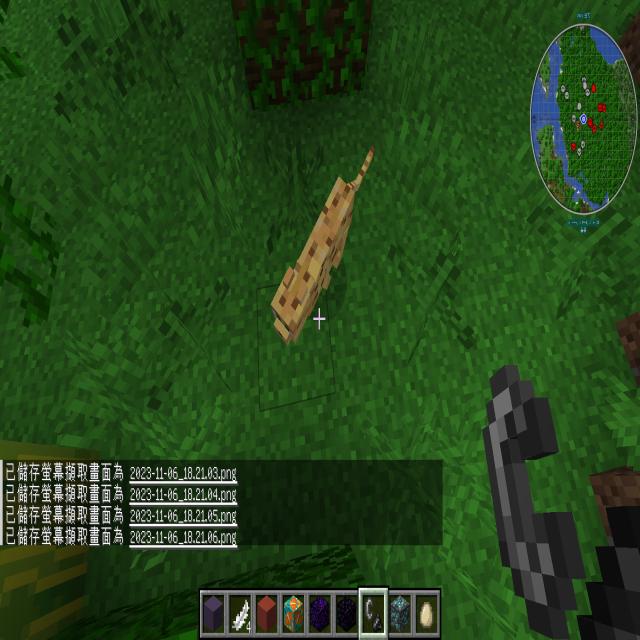 已儲存螢幕擷取畫面為 2023-11-06_18.21.03.png
已儲存螢幕擷取畫面為 2023-11-06_18.21.04.png
已儲存螢幕擷取畫面為 2023-11-06_18.21.05.png
已儲存螢幕擷取畫面為 2023-11-06_18.21.06.png